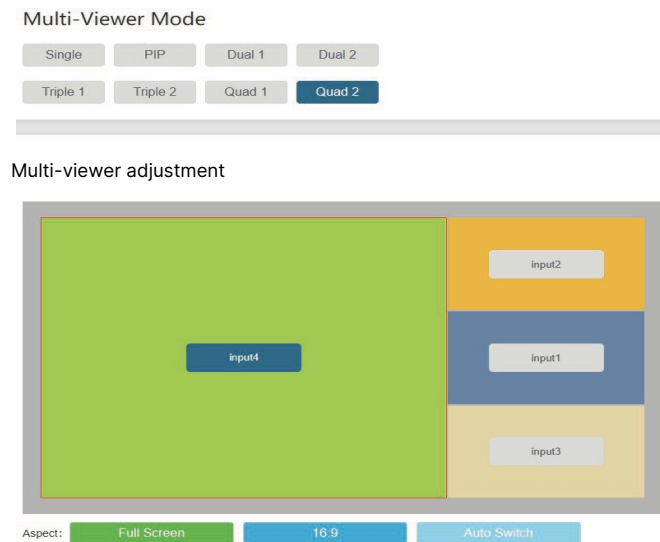 Multi-Viewer Mode
Single PIP Dual 1 Dual 2
Triple 1 Triple 2 Quad 1 Quad 2
Multi-viewer adjustment
input2
input4 input1
input3
Aspect: Full Screen 16:9 Auto Switch